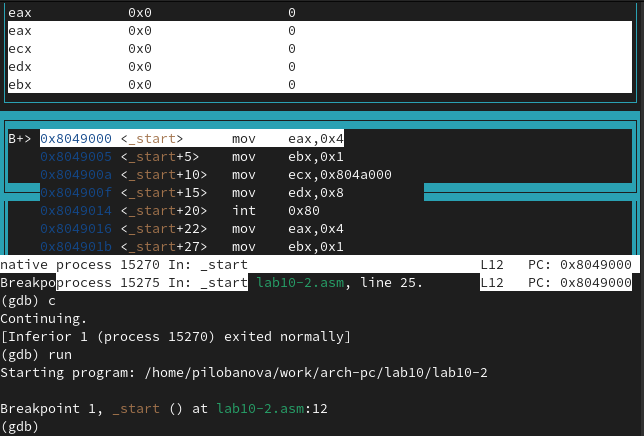 eax 0x0 0
eax 0x0 0
ecx 0x0 0
edx 0x0 0
ebx 0x0 0
B+> 0x8049000 <_start> mov eax,0x4
0x8049005 <_start+5> mov ebx,0x1
0x804900a <_start+10> mov ecx,0x804a000
0x804900f <_start+15> mov edx,0x8
0x8049014 <_start+20> int 0x80
0x8049016 <_start+22> mov eax,0x4
0x804901b <_start+27> mov ebx,0x1
native process 15270 In: _start L12 PC: 0x8049000
Breakpoprocess 15275 In: _start lab10-2.asm, line 25. L12 PC: 0x8049000
(gdb) c
Continuing.
[Inferior 1 (process 15270) exited normally]
(gdb) run
Starting program: /home/pilobanova/work/arch-pc/lab10/lab10-2
Breakpoint 1, _start () at lab10-2.asm:12
(gdb)